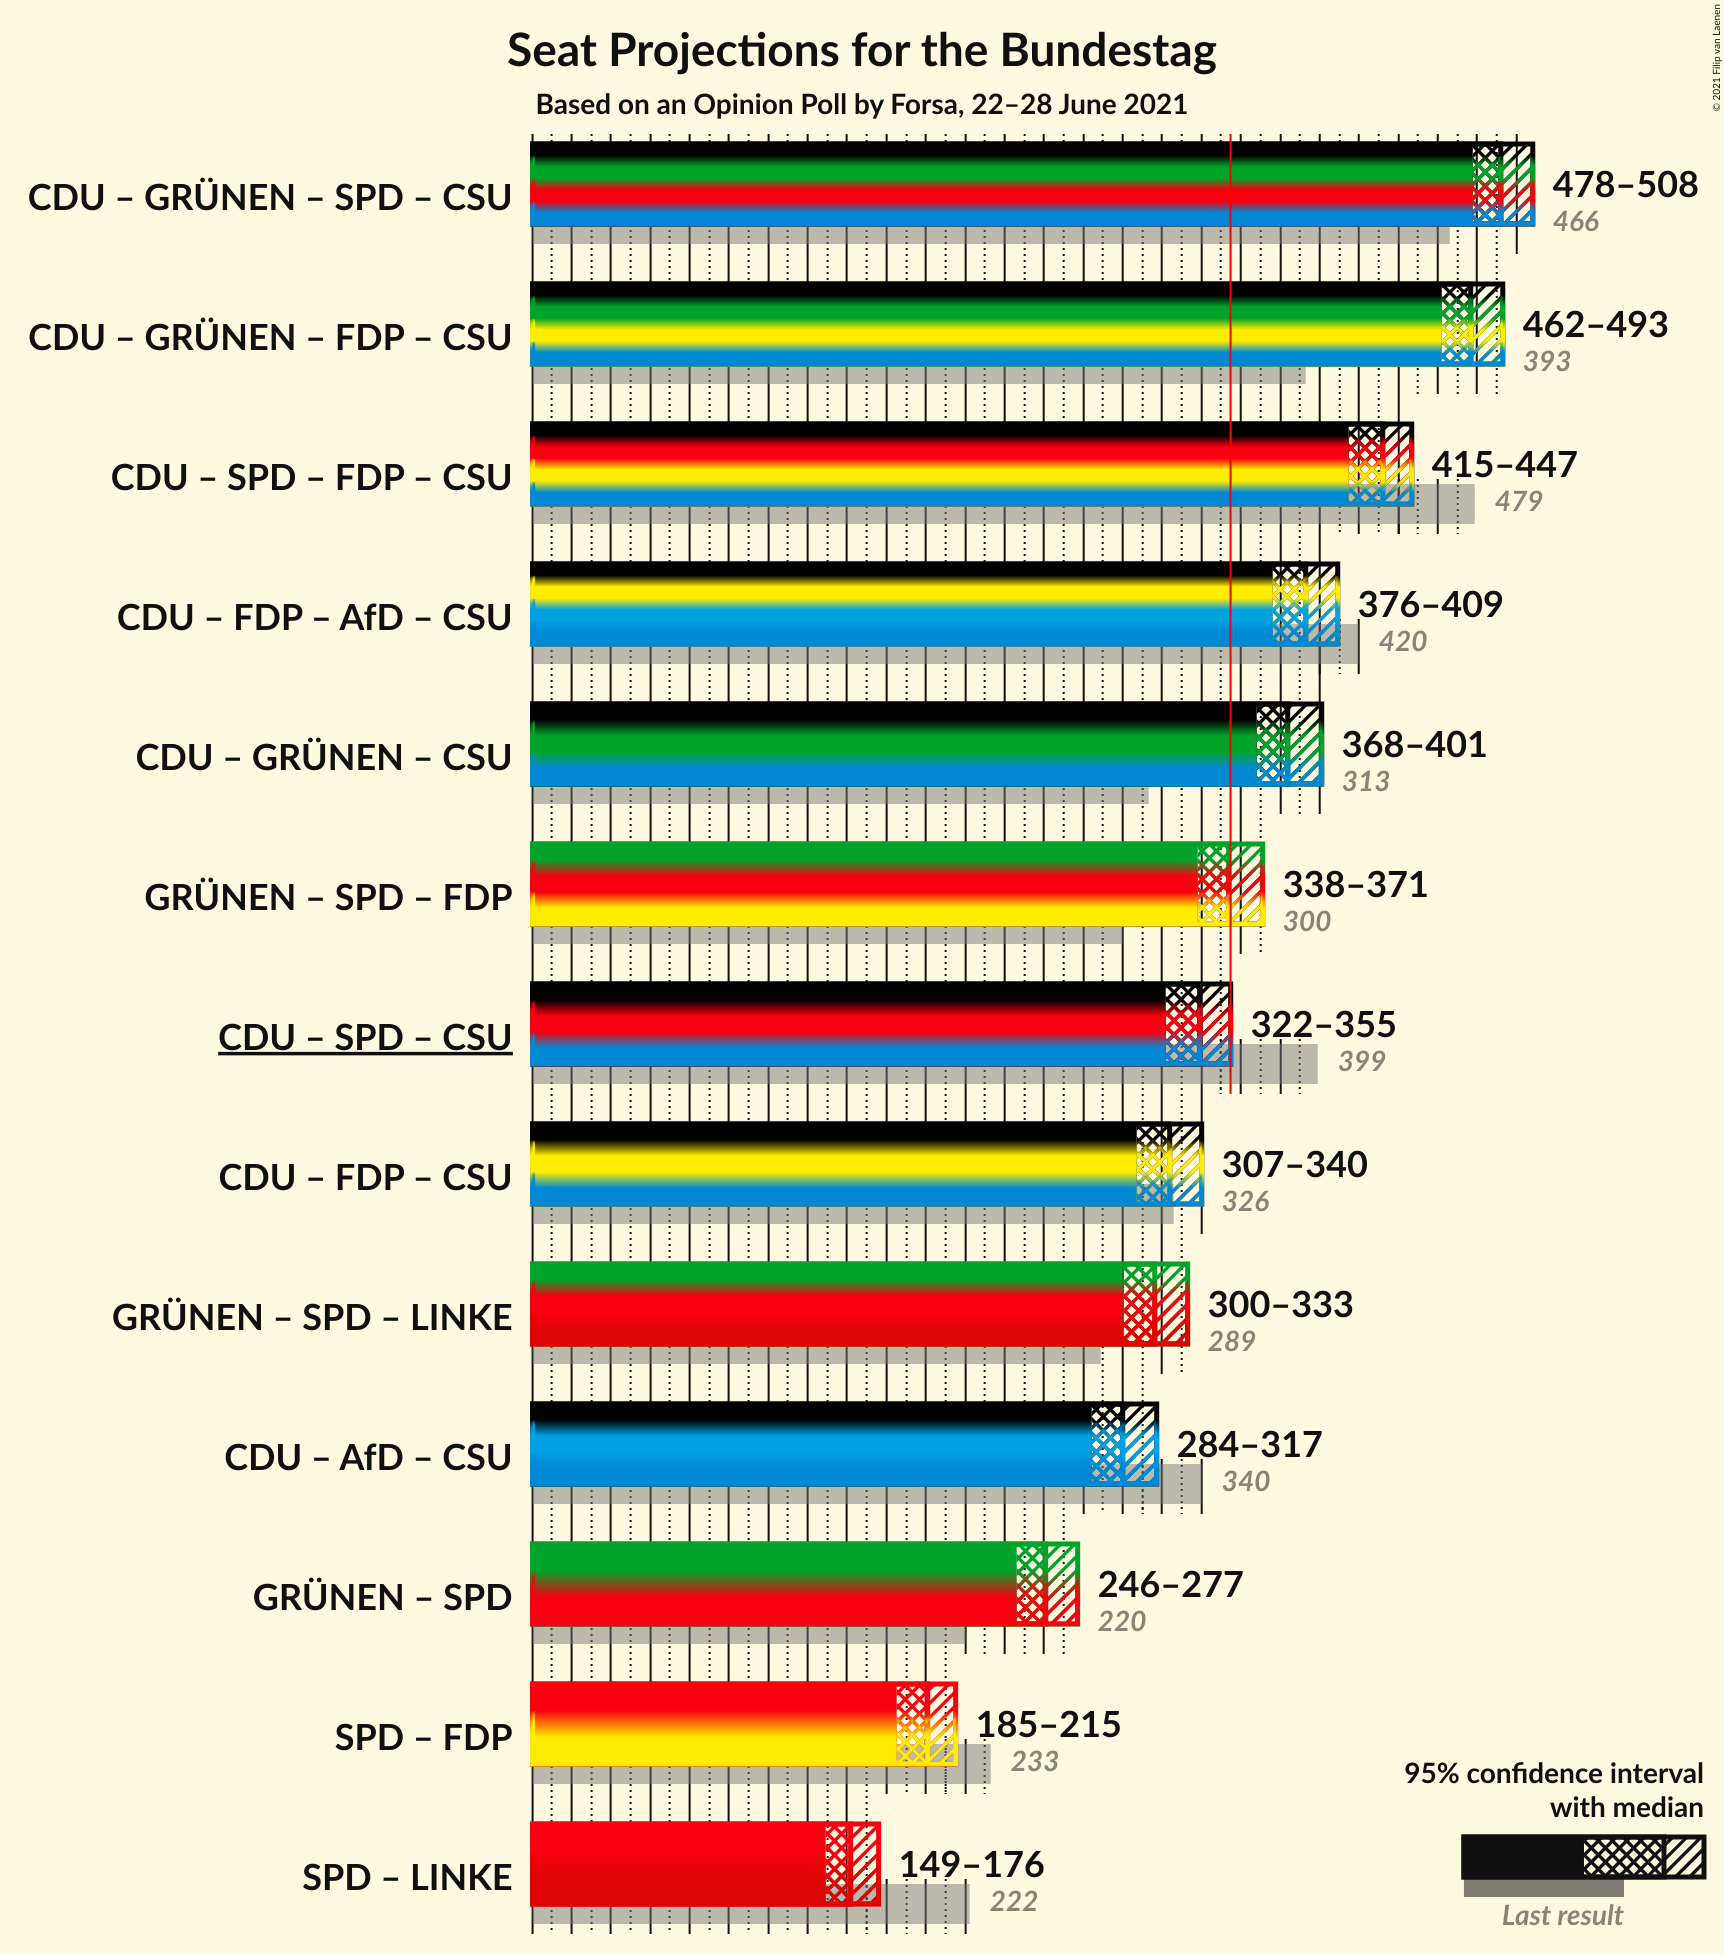 Seat Projections for the Bundestag
Based on an Opinion Poll by Forsa, 22–28 June 2021
© 2021 Filip van Laenen
CDU – GRÜNEN – SPD – CSU
478–508
466
CDU – GRÜNEN – FDP – CSU
462–493
393
CDU – SPD – FDP – CSU
415–447
479
CDU – FDP – AfD – CSU
376–409
420
CDU – GRÜNEN – CSU
368–401
313
GRÜNEN – SPD – FDP
338–371
300
CDU – SPD – CSU
322–355
399
CDU – FDP – CSU
307–340
326
GRÜNEN – SPD – LINKE
300–333
289
CDU – AfD – CSU
284–317
340
GRÜNEN – SPD
246–277
220
SPD – FDP
185–215
233
SPD – LINKE
149–176
222
95% confidence interval
with median
Last result